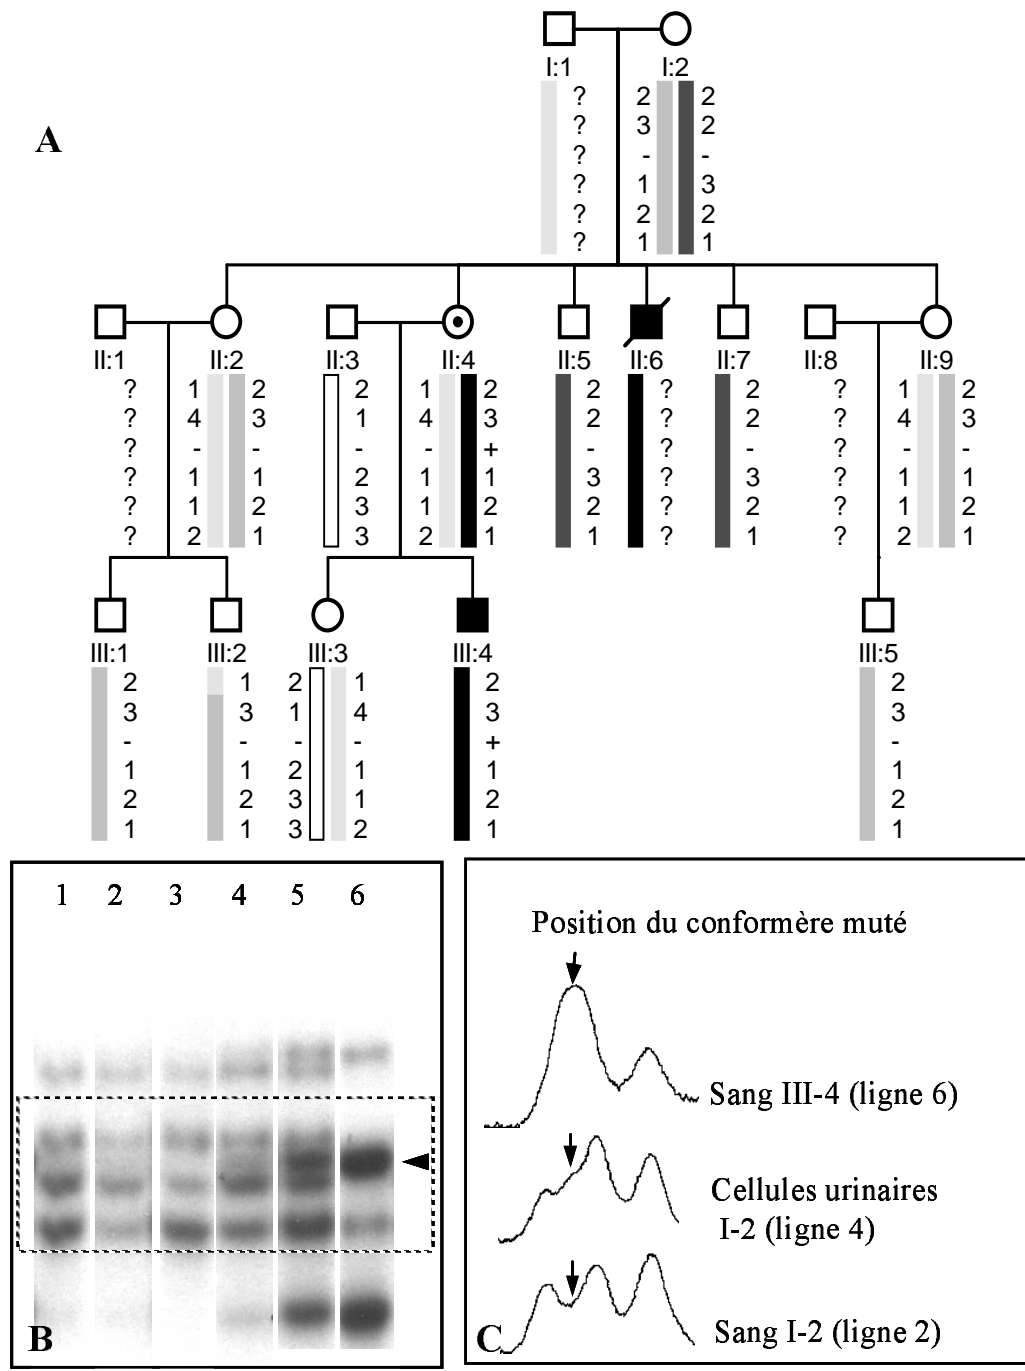 I:1 I:2
? 2 2
? 3 2
A
? - -
? 1 3
? 2 2
? 1 1
II:1 II:2 II:3 II:4 II:5 II:6 II:7 II:8 II:9
? 1 2 2 1 2 2 ? 2 ? 1 2
? 4 3 1 4 3 2 ? 2 ? 4 3
? - - - - + - ? - ? - -
? 1 1 2 1 1 3 ? 3 ? 1 1
? 1 2 3 1 2 2 ? 2 ? 1 2
? 2 1 3 2 1 1 ? 1 ? 2 1
III:1 III:2 III:3 III:4 III:5
2 1 2 1 2 2
3 3 1 4 3 3
- - - - + -
1 1 2 1 1 1
2 2 3 1 2 2
1 1 3 2 1 1
1 2 3 4 5 6
B
Position du conformère muté
Sang III-4 (ligne 6)
Cellules urinaires
I-2 (ligne 4)
Sang I-2 (ligne 2)
C